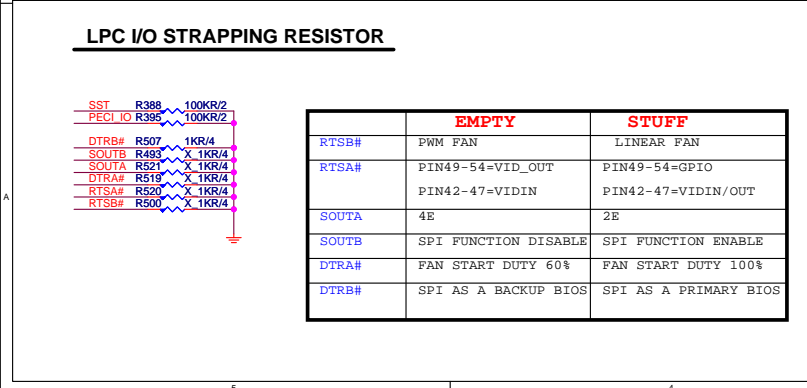 LPC I/O STRAPPING RESISTOR
SST R388 100KR/2
PECI_IO R395 100KR/2
DTRB# R507 1KR/4
SOUTB R493 X_1KR/4
SOUTA R521 X_1KR/4
DTRA# R519 X_1KR/4
RTSA# R520 X_1KR/4
RTSB# R500 X_1KR/4
EMPTY STUFF
RTSB# PWM FAN LINEAR FAN
RTSA# PIN49-54=VID_OUT PIN49-54=GPIO
PIN42-47=VIDIN PIN42-47=VIDIN/OUT
SOUTA 4E 2E
SOUTB SPI FUNCTION DISABLE SPI FUNCTION ENABLE
DTRA# FAN START DUTY 60% FAN START DUTY 100%
DTRB# SPI AS A BACKUP BIOS SPI AS A PRIMARY BIOS
A
5 4